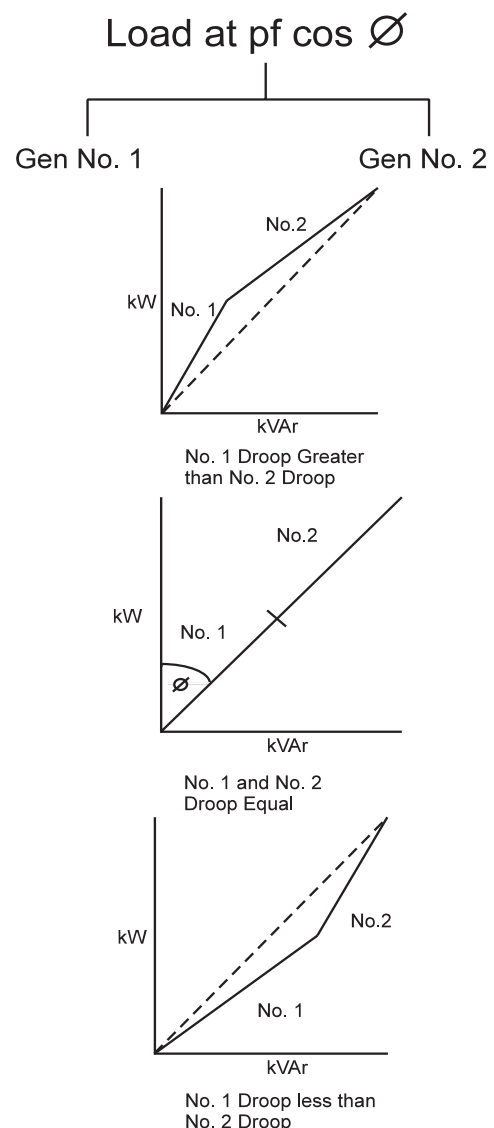 Load at pf cos Ø
Gen No. 1
Gen No. 2
No.2
kW
No. 1
kVAr
No. 1 Droop Greater
than No. 2 Droop
No.2
kW
No. 1
Ø
kVAr
No. 1 and No. 2
Droop Equal
No.2
kW
No. 1
kVAr
No. 1 Droop less than
No. 2 Droop